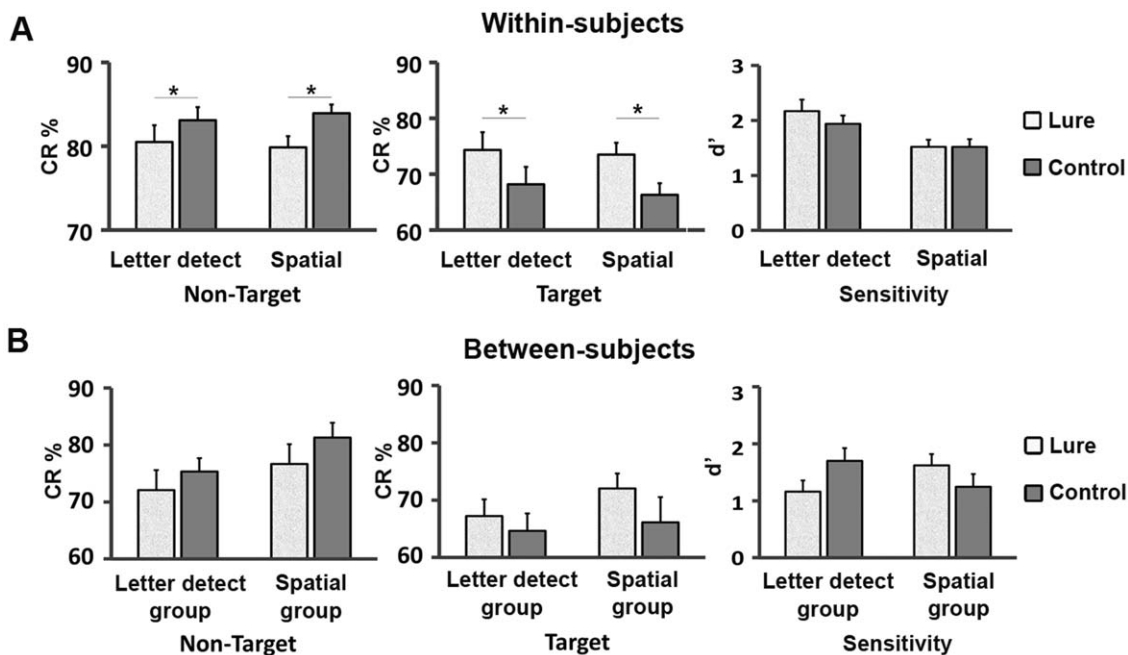 A
Within-subjects
90
80
70
CR %
*
*
Letter detect Spatial
Non-Target
90
80
70
60
CR %
*
*
Letter detect Spatial
Target
3
2
1
0
d'
Letter detect Spatial
Sensitivity
Lure
Control
B
Between-subjects
90
80
70
60
CR %
Letter detect Spatial
group group
Non-Target
90
80
70
60
CR %
Letter detect Spatial
group group
Target
3
2
1
0
d'
Letter detect Spatial
group group
Sensitivity
Lure
Control